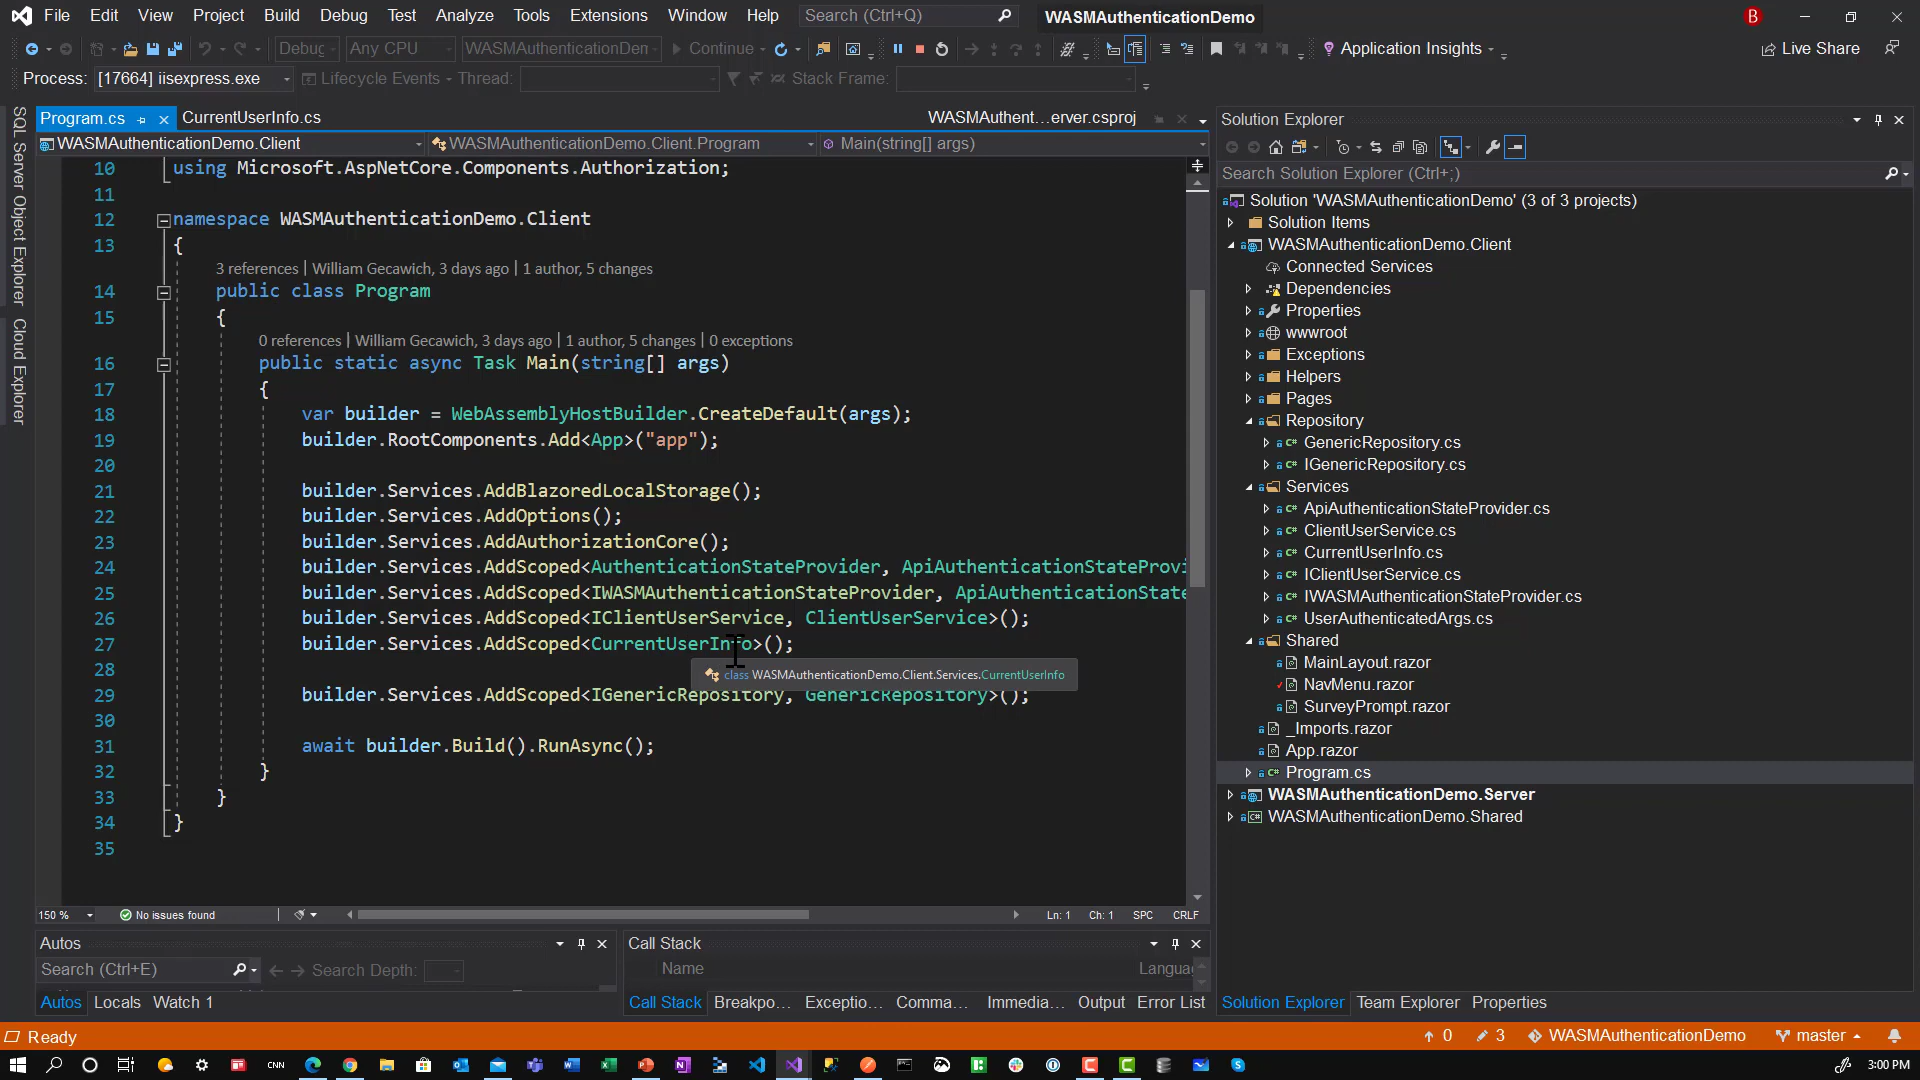 File Edit View Project Build Debug Test Analyze Tools Extensions Window Help Search (Ctrl+Q) WASMAuthenticationDemo B
Debug Any CPU WASMAuthenticationDen Continue Application Insights Live Share
Process: [17664] iisexpress.exe Lifecycle Events Thread: Stack Frame:
SQL Server Object Explorer
Cloud Explorer
Program.cs CurrentUserInfo.cs WASMAuthent...erver.csproj
WASMAuthenticationDemo.Client WASMAuthenticationDemo.Client.Program Main(string[] args)
10 using Microsoft.AspNetCore.Components.Authorization;
11
12 namespace WASMAuthenticationDemo.Client
13 {
3 references | William Gecawich, 3 days ago | 1 author, 5 changes
14 public class Program
15 {
0 references | William Gecawich, 3 days ago | 1 author, 5 changes | 0 exceptions
16 public static async Task Main(string[] args)
17 {
18 var builder = WebAssemblyHostBuilder.CreateDefault(args);
19 builder.RootComponents.Add<App>("app");
20
21 builder.Services.AddBlazoredLocalStorage();
22 builder.Services.AddOptions();
23 builder.Services.AddAuthorizationCore();
24 builder.Services.AddScoped<AuthenticationStateProvider, ApiAuthenticationStateProvi
25 builder.Services.AddScoped<IWASMAuthenticationStateProvider, ApiAuthenticationState
26 builder.Services.AddScoped<IClientUserService, ClientUserService>();
27 builder.Services.AddScoped<CurrentUserInfo>();
28
class WASMAuthenticationDemo.Client.Services.CurrentUserInfo
29 builder.Services.AddScoped<IGenericRepository, GenericRepository>();
30
31 await builder.Build().RunAsync();
32 }
33 }
34 }
35
150 % No issues found Ln: 1 Ch: 1 SPC CRLF
Autos
Search (Ctrl+E) Search Depth:
Autos Locals Watch 1
Call Stack
Name Languag
Call Stack Breakpo... Exceptio... Comma... Immedia... Output Error List
Solution Explorer
Search Solution Explorer (Ctrl+;)
Solution 'WASMAuthenticationDemo' (3 of 3 projects)
Solution Items
WASMAuthenticationDemo.Client
Connected Services
Dependencies
Properties
wwwroot
Exceptions
Helpers
Pages
Repository
GenericRepository.cs
IGenericRepository.cs
Services
ApiAuthenticationStateProvider.cs
ClientUserService.cs
CurrentUserInfo.cs
IClientUserService.cs
IWASMAuthenticationStateProvider.cs
UserAuthenticatedArgs.cs
Shared
MainLayout.razor
NavMenu.razor
SurveyPrompt.razor
_Imports.razor
App.razor
Program.cs
WASMAuthenticationDemo.Server
WASMAuthenticationDemo.Shared
Solution Explorer Team Explorer Properties
Ready 0 3 WASMAuthenticationDemo master
CNN 3:00 PM